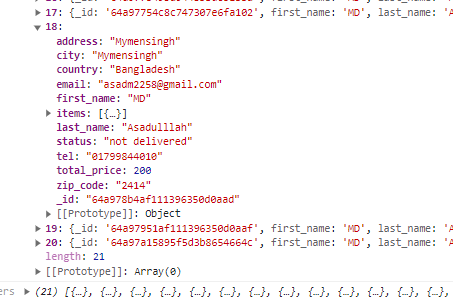 ▶ 17: {_id: '64a97754c8c747307e6fa102', first_name: 'MD', last_name: 'A
▼ 18:
address: "Mymensingh"
city: "Mymensingh"
country: "Bangladesh"
email: "asadm2258@gmail.com"
first_name: "MD"
▶ items: [{…}]
last_name: "Asadulllah"
status: "not delivered"
tel: "01799844010"
total_price: 200
zip_code: "2414"
_id: "64a978b4af111396350d0aad"
▶ [[Prototype]]: Object
▶ 19: {_id: '64a97951af111396350d0aaf', first_name: 'MD', last_name: 'A
▶ 20: {_id: '64a97a15895f5d3b8654664c', first_name: 'MD', last_name: 'A
length: 21
▶ [[Prototype]]: Array(0)
ers ▶ (21) [{…}, {…}, {…}, {…}, {…}, {…}, {…}, {…}, {…}, {…}, {…},